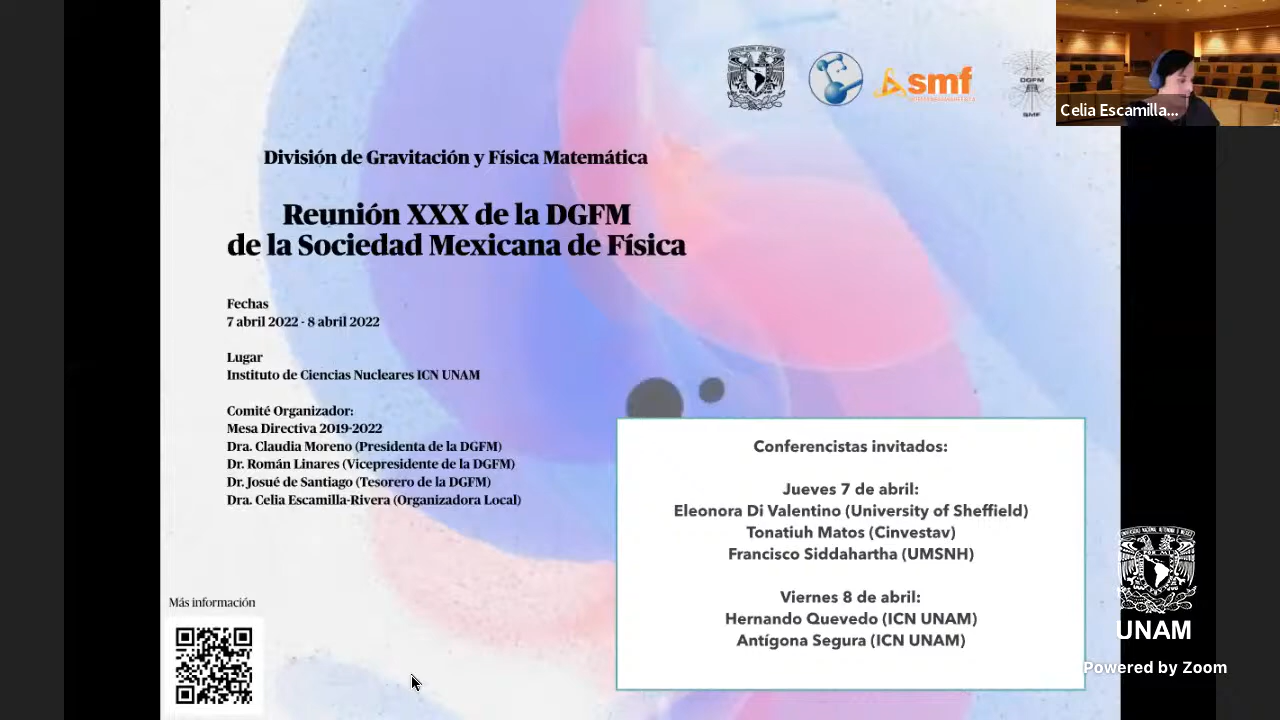 smf
DGFM
SMF
Celia Escamilla...
División de Gravitación y Física Matemática
Reunión XXX de la DGFM
de la Sociedad Mexicana de Física
Fechas
7 abril 2022 - 8 abril 2022
Lugar
Instituto de Ciencias Nucleares ICN UNAM
Comité Organizador:
Mesa Directiva 2019-2022
Dra. Claudia Moreno (Presidenta de la DGFM)
Dr. Román Linares (Vicepresidente de la DGFM)
Dr. Josué de Santiago (Tesorero de la DGFM)
Dra. Celia Escamilla-Rivera (Organizadora Local)
Conferencistas invitados:
Jueves 7 de abril:
Eleonora Di Valentino (University of Sheffield)
Tonatiuh Matos (Cinvestav)
Francisco Siddahartha (UMSNH)
Viernes 8 de abril:
Hernando Quevedo (ICN UNAM)
Antígona Segura (ICN UNAM)
Más información
UNAM
Powered by Zoom